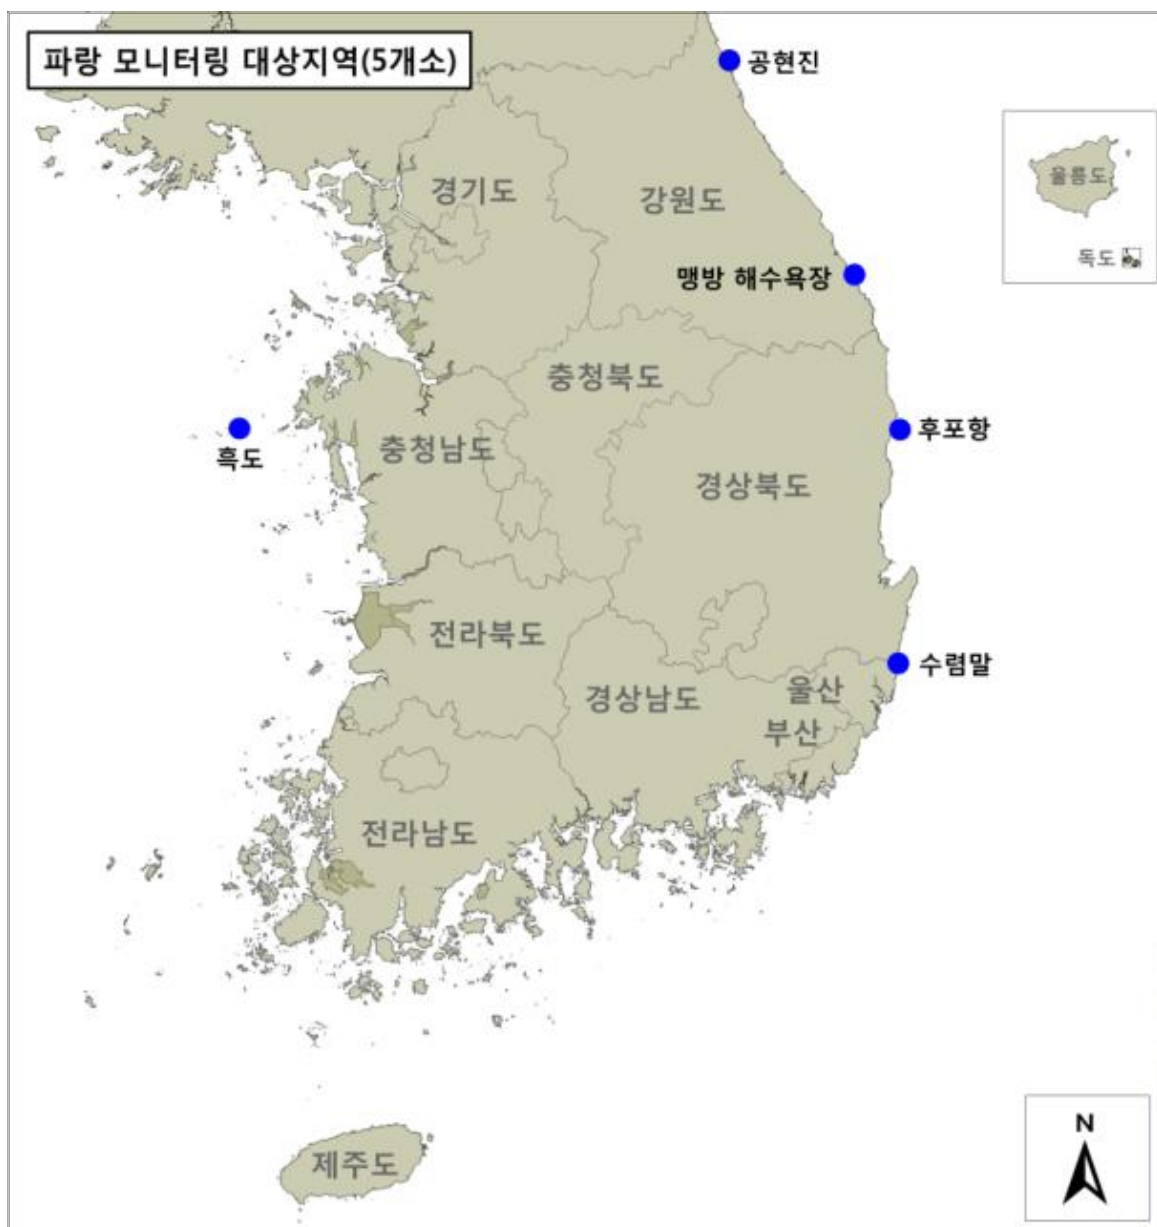 파랑 모니터링 대상지역(5개소)
공현진
경기도
강원도
울릉도
독도
맹방 해수욕장
충청북도
흑도
충청남도
후포항
경상북도
전라북도
수렴말
경상남도
울산
부산
전라남도
제주도
N